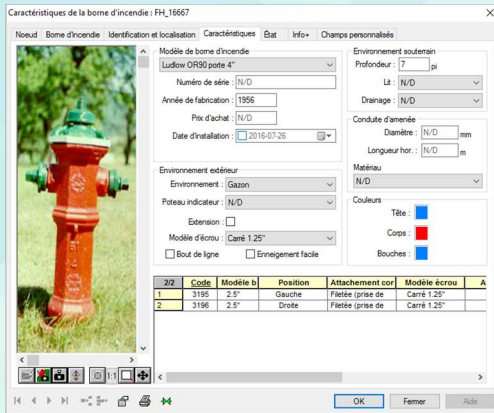 Caractéristiques de la borne d'incendie : FH_16667
Noeud Borne d'Incendie Identification et localisation Caractéristiques État Info+ Champs personnalisés
Modèle de borne d'incendie
Ludlow OR90 porte 4"
Numéro de série : N/D
Année de fabrication : 1956
Prix d'achat : N/D
Date d'installation : 2016-07-26
Environnement extérieur
Environnement : Gazon
Poteau indicateur : N/D
Extension :
Modèle d'écrou : Carré 1.25"
Bout de ligne Enneigement facile
Environnement souterrain
Profondeur : 7 pi
Lit : N/D
Drainage : N/D
Conduite d'amenée
Diamètre : N/D mm
Longueur hor. : N/D m
Matériau
N/D
Couleurs
Tête :
Corps :
Bouches :
2/2 Code Modèle b Position Attachement cor Modèle écrou A
1 3195 2.5" Gauche Filetée (prise de Carré 1.25"
2 3196 2.5" Droite Filetée (prise de Carré 1.25"
1:1
OK Fermer Aide